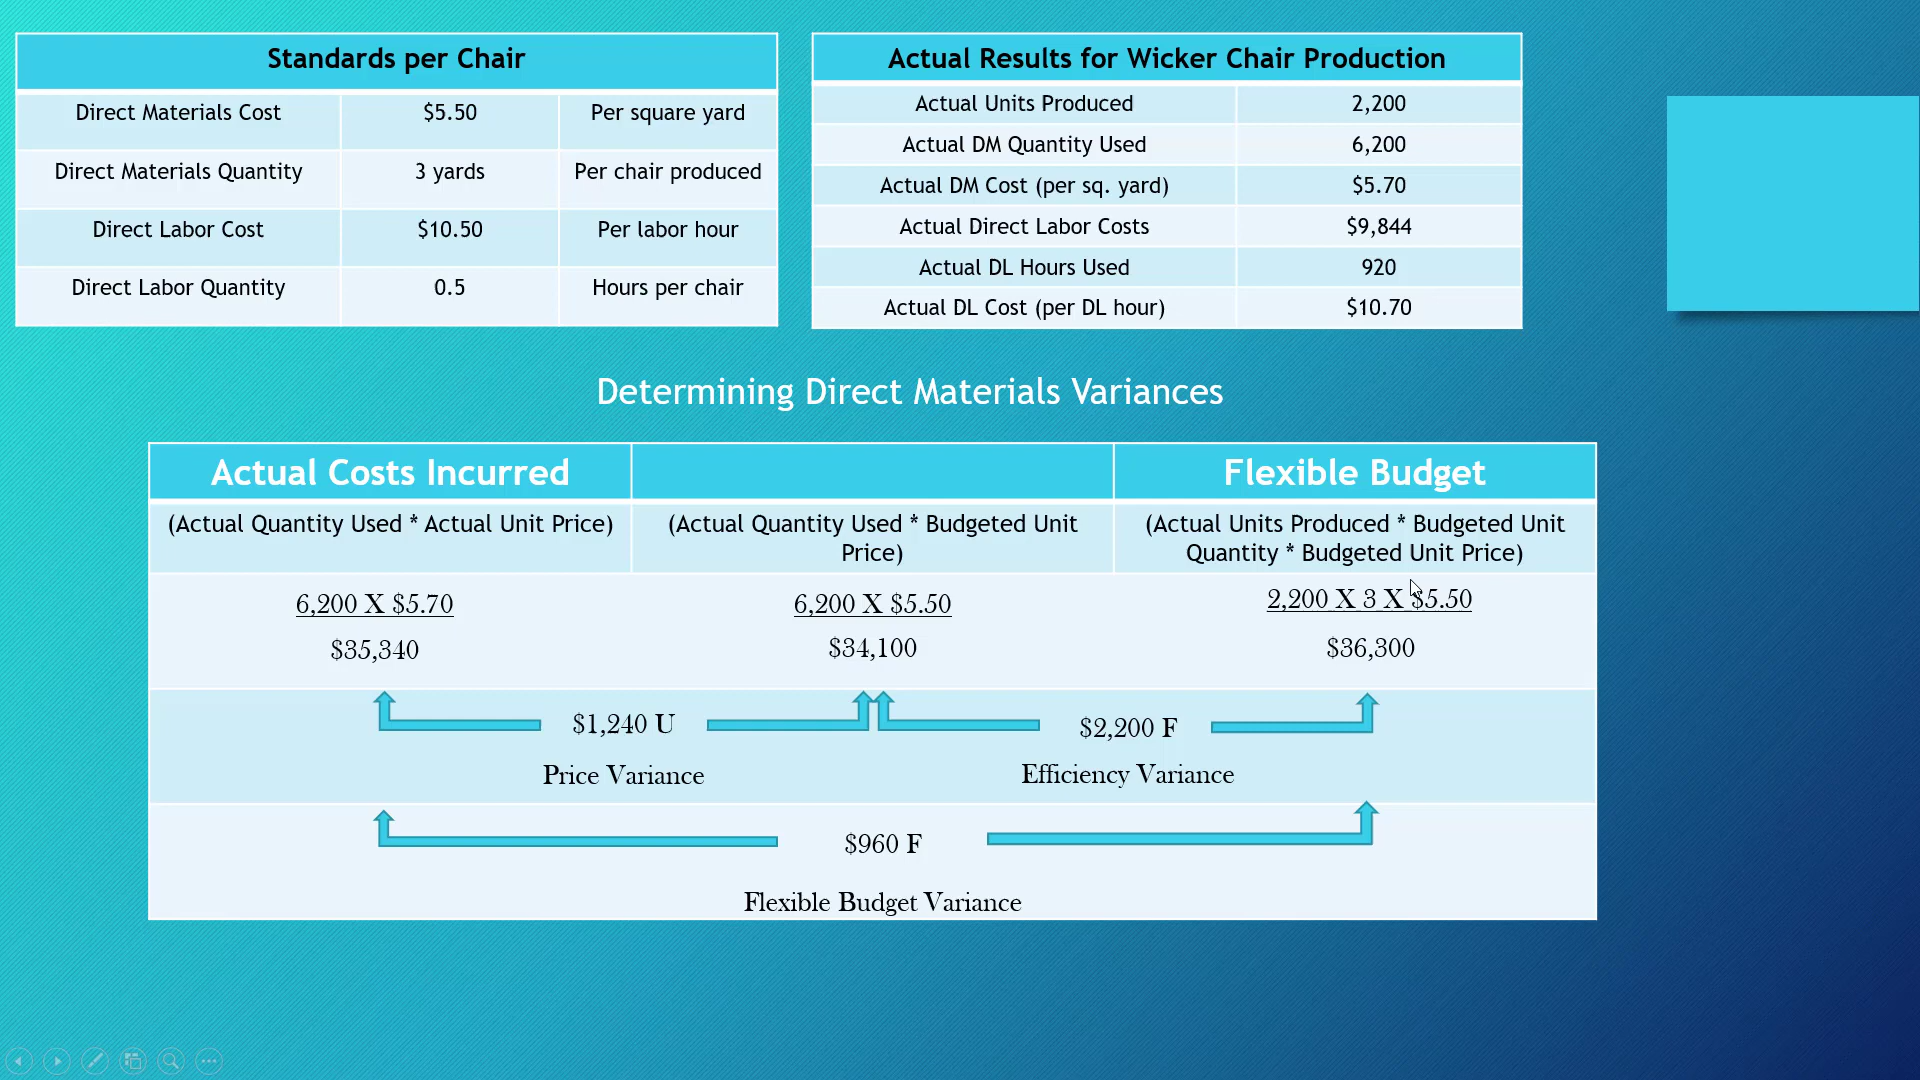 Standards per Chair
Direct Materials Cost $5.50 Per square yard
Direct Materials Quantity 3 yards Per chair produced
Direct Labor Cost $10.50 Per labor hour
Direct Labor Quantity 0.5 Hours per chair
Actual Results for Wicker Chair Production
Actual Units Produced 2,200
Actual DM Quantity Used 6,200
Actual DM Cost (per sq. yard) $5.70
Actual Direct Labor Costs $9,844
Actual DL Hours Used 920
Actual DL Cost (per DL hour) $10.70
Determining Direct Materials Variances
Actual Costs Incurred Flexible Budget
(Actual Quantity Used * Actual Unit Price)
(Actual Quantity Used * Budgeted Unit
Price)
(Actual Units Produced * Budgeted Unit
Quantity * Budgeted Unit Price)
6,200 X $5.70 6,200 X $5.50 2,200 X 3 X $5.50
$35,340 $34,100 $36,300
$1,240 U $2,200 F
Price Variance Efficiency Variance
$960 F
Flexible Budget Variance